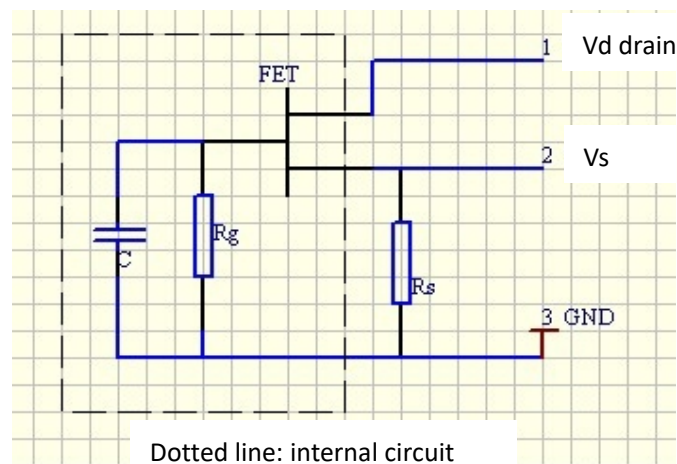 1 Vd drain
FET
2 Vs
Rg
C
Rs
3 GND
Dotted line: internal circuit